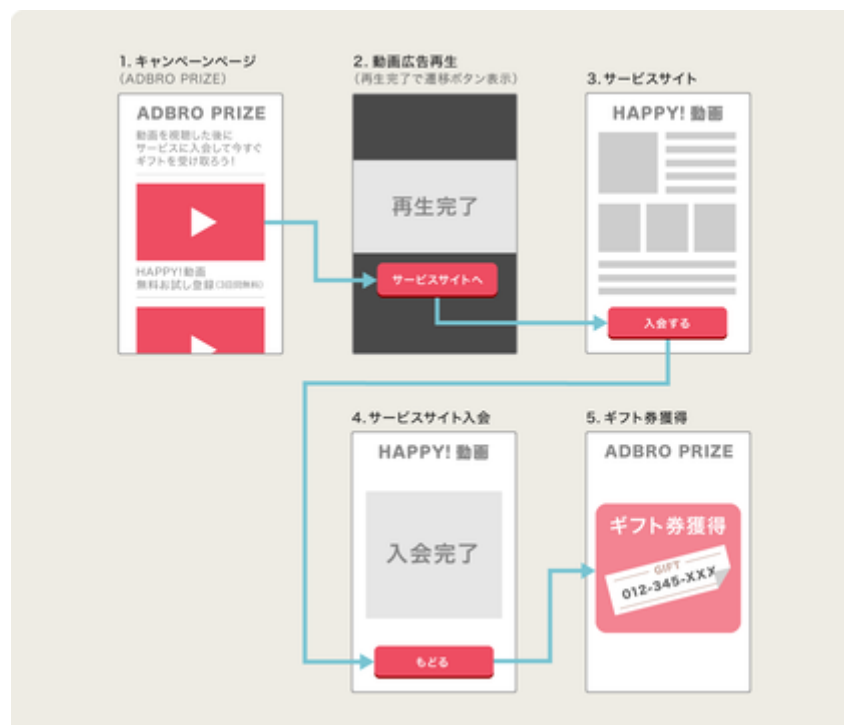 1. キャンペーンページ
(ADBRO PRIZE)
ADBRO PRIZE
動画を視聴した後に
サービスに入会して今すぐ
ギフトを受け取ろう!
HAPPY!動画
無料お試し登録(3日間無料)
2. 動画広告再生
(再生完了で遷移ボタン表示)
再生完了
サービスサイトへ
3.サービスサイト
HAPPY! 動画
入会する
4.サービスサイト入会
HAPPY! 動画
入会完了
もどる
5.ギフト券獲得
ADBRO PRIZE
ギフト券獲得
GIFT
012-345-XXX